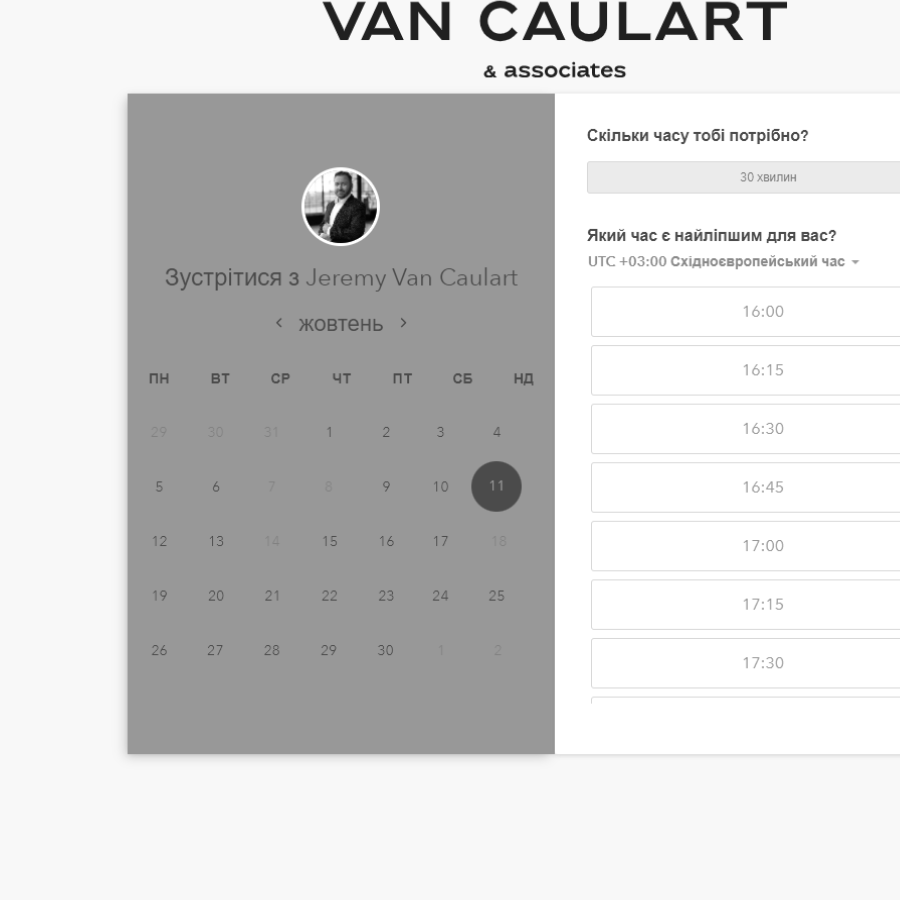 VAN CAULART
& associates
Зустрітися з Jeremy Van Caulart
жовтень
ПН ВТ СР ЧТ ПТ СБ НД
29 30 31 1 2 3 4
5 6 7 8 9 10 11
12 13 14 15 16 17 18
19 20 21 22 23 24 25
26 27 28 29 30 1 2
Скільки часу тобі потрібно?
30 хвилин
Який час є найліпшим для вас?
UTC +03:00 Східноєвропейський час
16:00
16:15
16:30
16:45
17:00
17:15
17:30